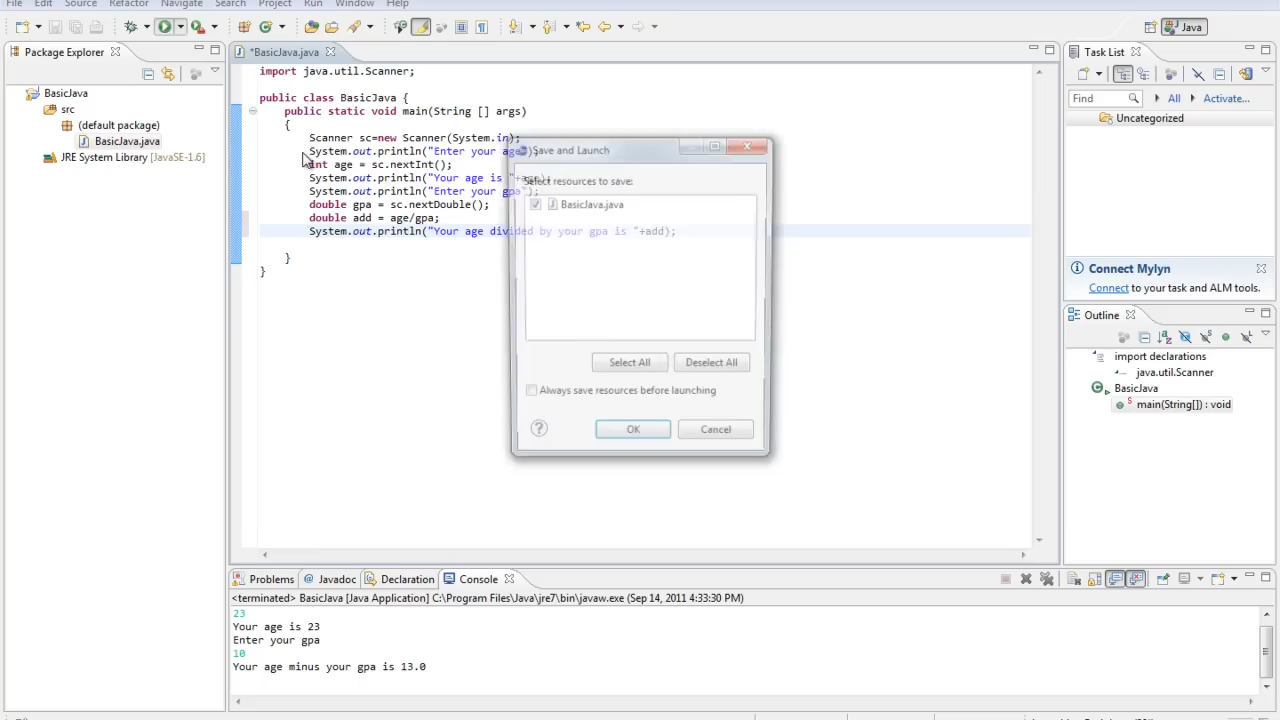 File Edit Source Refactor Navigate Search Project Run Window Help
Java
Package Explorer
BasicJava
src
(default package)
BasicJava.java
JRE System Library [JavaSE-1.6]
*BasicJava.java
import java.util.Scanner;
public class BasicJava {
public static void main(String [] args)
{
Scanner sc=new Scanner(System.in);
System.out.println("Enter your age");
int age = sc.nextInt();
System.out.println("Your age is "+age);
System.out.println("Enter your gpa");
double gpa = sc.nextDouble();
double add = age/gpa;
System.out.println("Your age divided by your gpa is "+add);
}
}
Save and Launch
Select resources to save:
BasicJava.java
Select All
Deselect All
Always save resources before launching
OK
Cancel
Task List
Find
All
Activate...
Uncategorized
Connect Mylyn
Connect to your task and ALM tools.
Outline
import declarations
java.util.Scanner
BasicJava
main(String[]) : void
Problems
Javadoc
Declaration
Console
<terminated> BasicJava [Java Application] C:\Program Files\Java\jre7\bin\javaw.exe (Sep 14, 2011 4:33:30 PM)
23
Your age is 23
Enter your gpa
10
Your age minus your gpa is 13.0